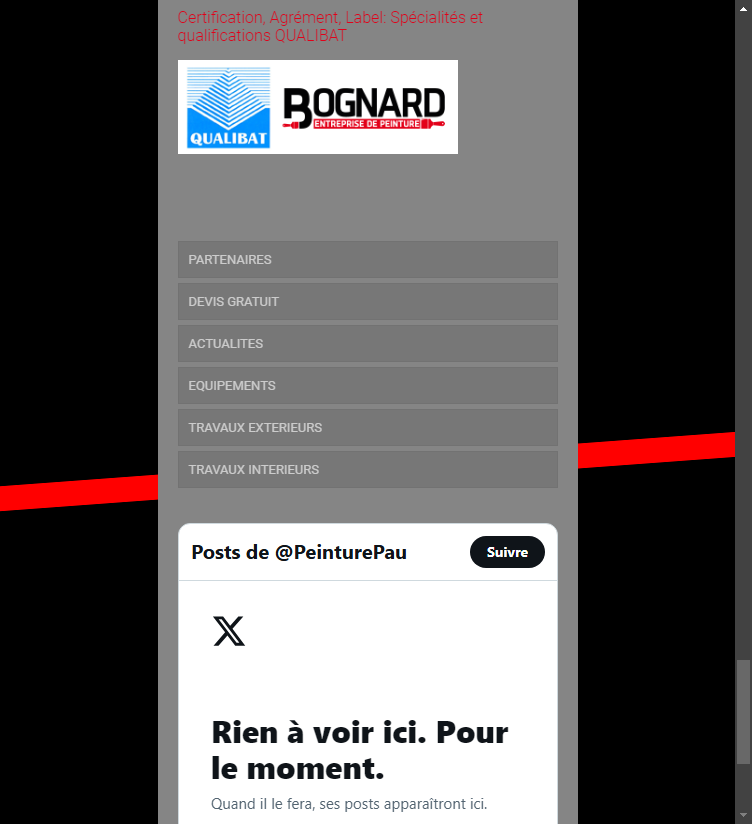 Certification, Agrément, Label: Spécialités et
qualifications QUALIBAT
QUALIBAT
BOGNARD
ENTREPRISE DE PEINTURE
PARTENAIRES
DEVIS GRATUIT
ACTUALITES
EQUIPEMENTS
TRAVAUX EXTERIEURS
TRAVAUX INTERIEURS
Posts de @PeinturePau
Suivre
Rien à voir ici. Pour
le moment.
Quand il le fera, ses posts apparaîtront ici.